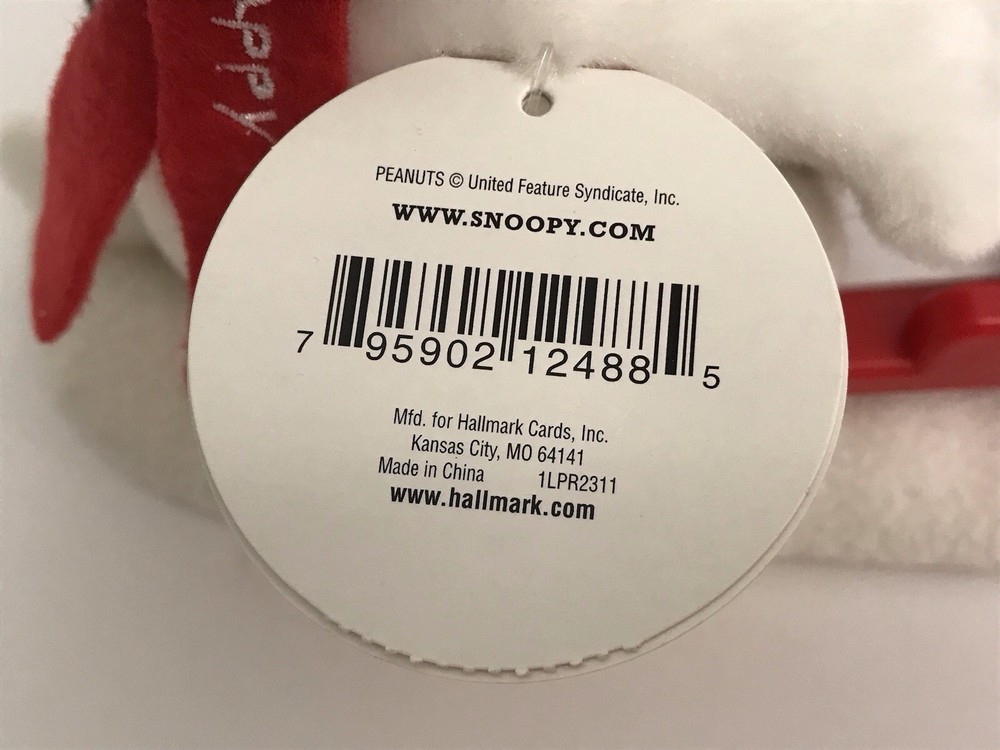 appy
PEANUTS © United Feature Syndicate, Inc.
WWW.SNOOPY.COM
7 95902 12488 5
Mfd. for Hallmark Cards, Inc.
Kansas City, MO 64141
Made in China 1LPR2311
www.hallmark.com